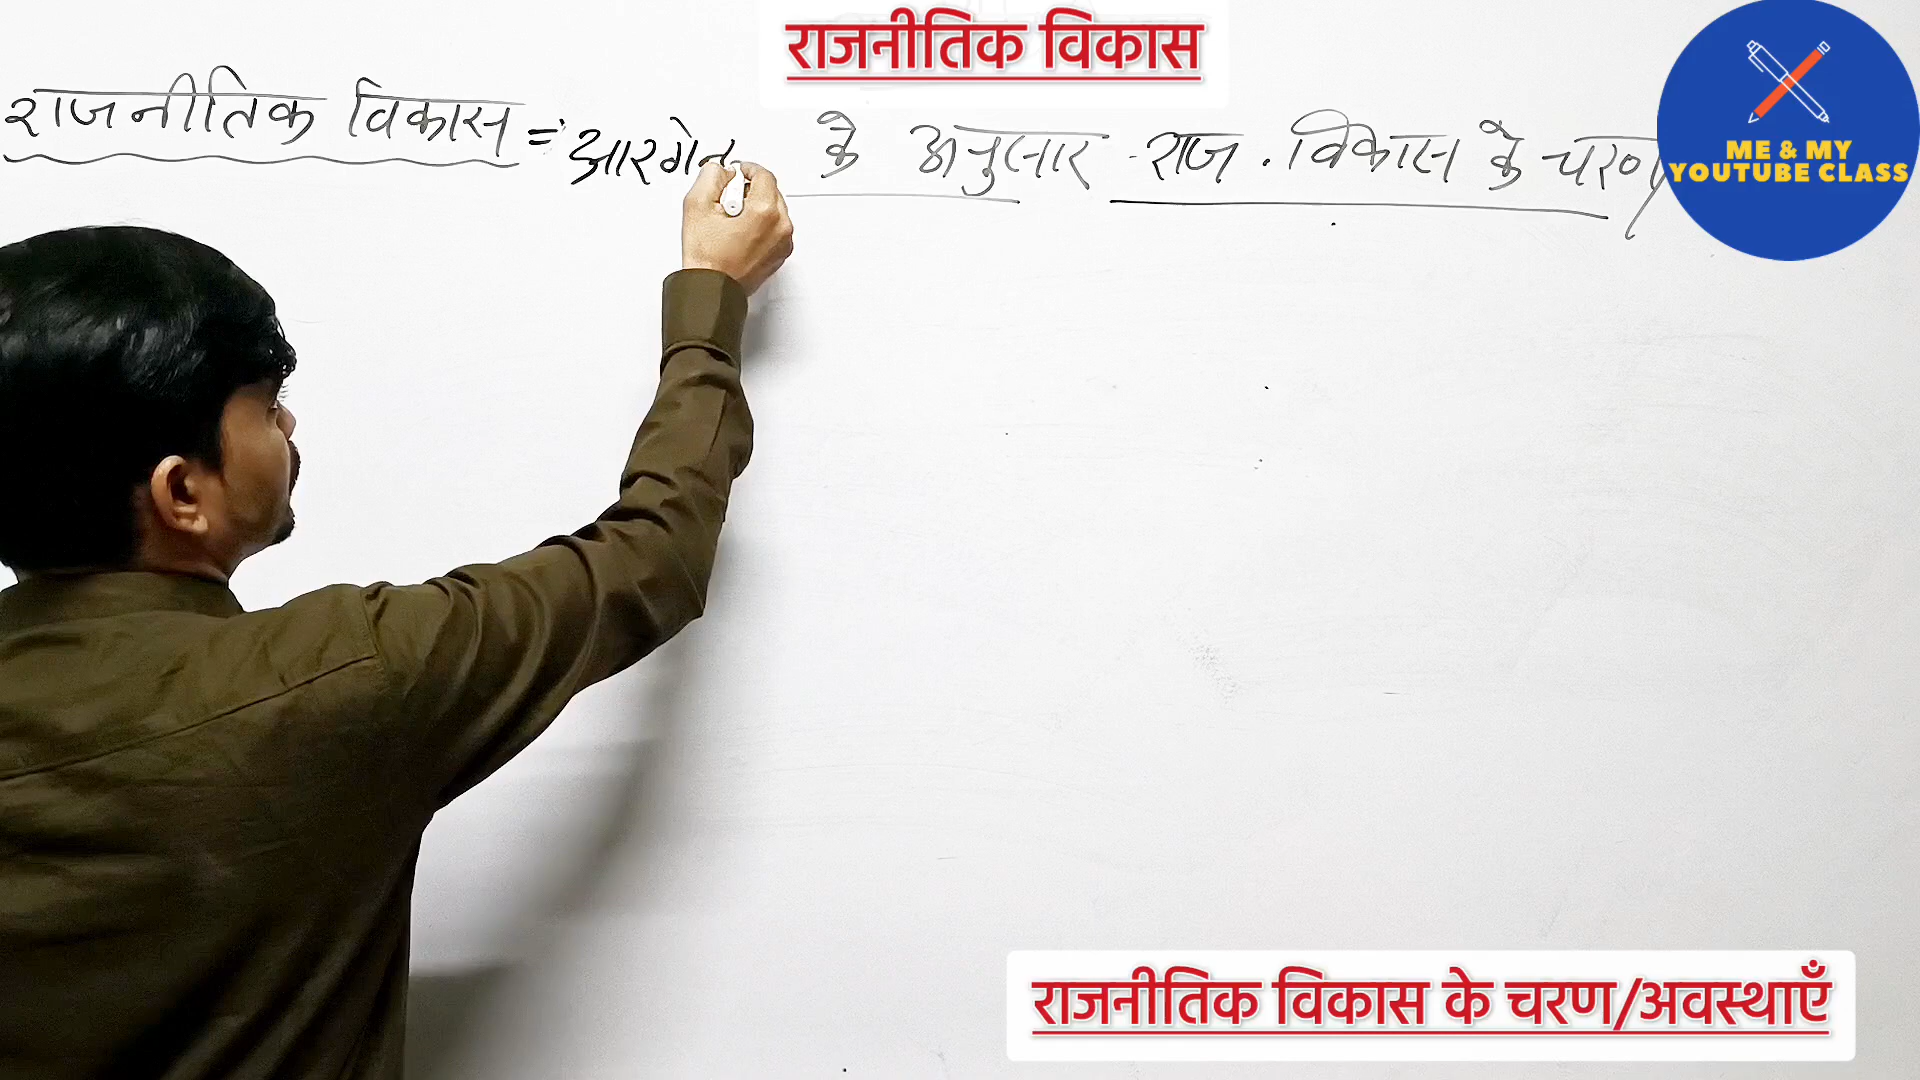 राजनीतिक विकास
राजनीतिक विकास = आरगेन के अनुसार राज. विकास के चरण
ME & MY
YOUTUBE CLASS
राजनीतिक विकास के चरण/अवस्थाएँ